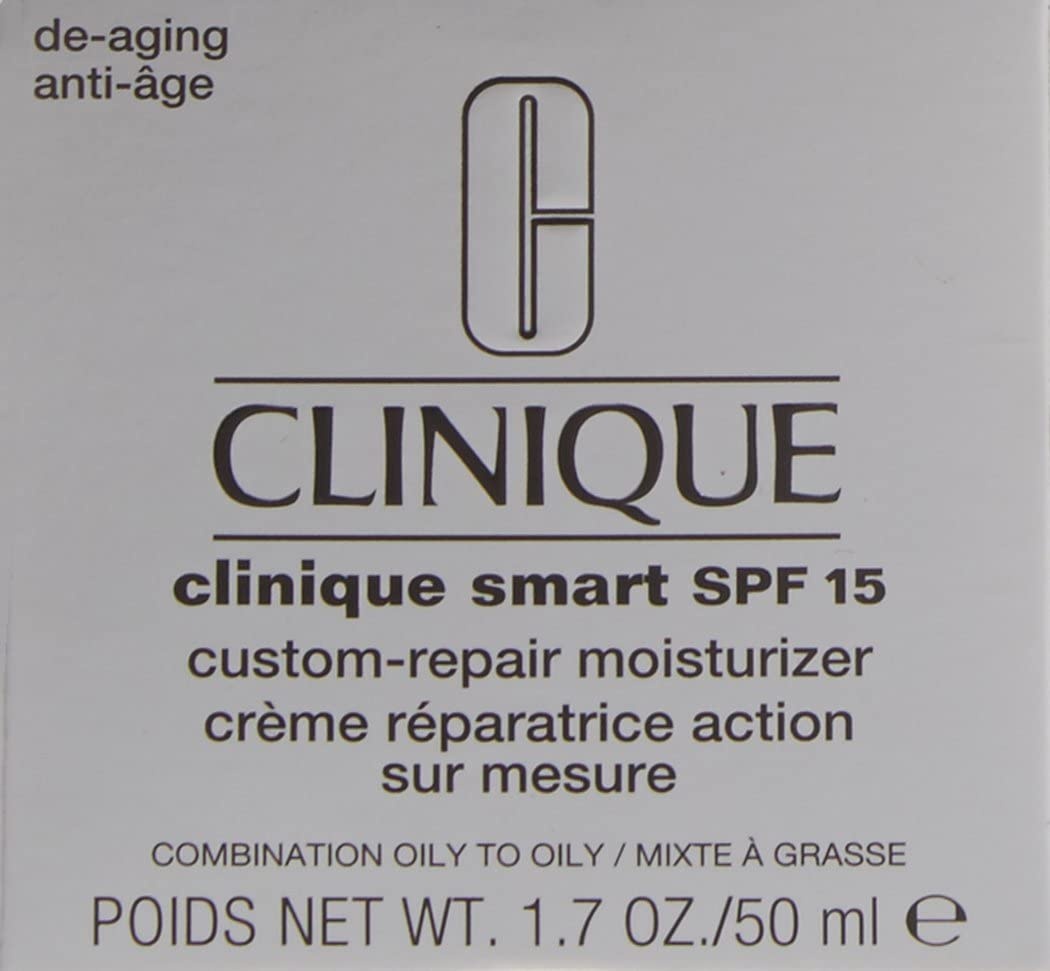 de-aging
anti-âge
C
CLINIQUE
clinique smart SPF 15
custom-repair moisturizer
crème réparatrice action
sur mesure
COMBINATION OILY TO OILY / MIXTE À GRASSE
POIDS NET WT. 1.7 OZ./50 ml ℮